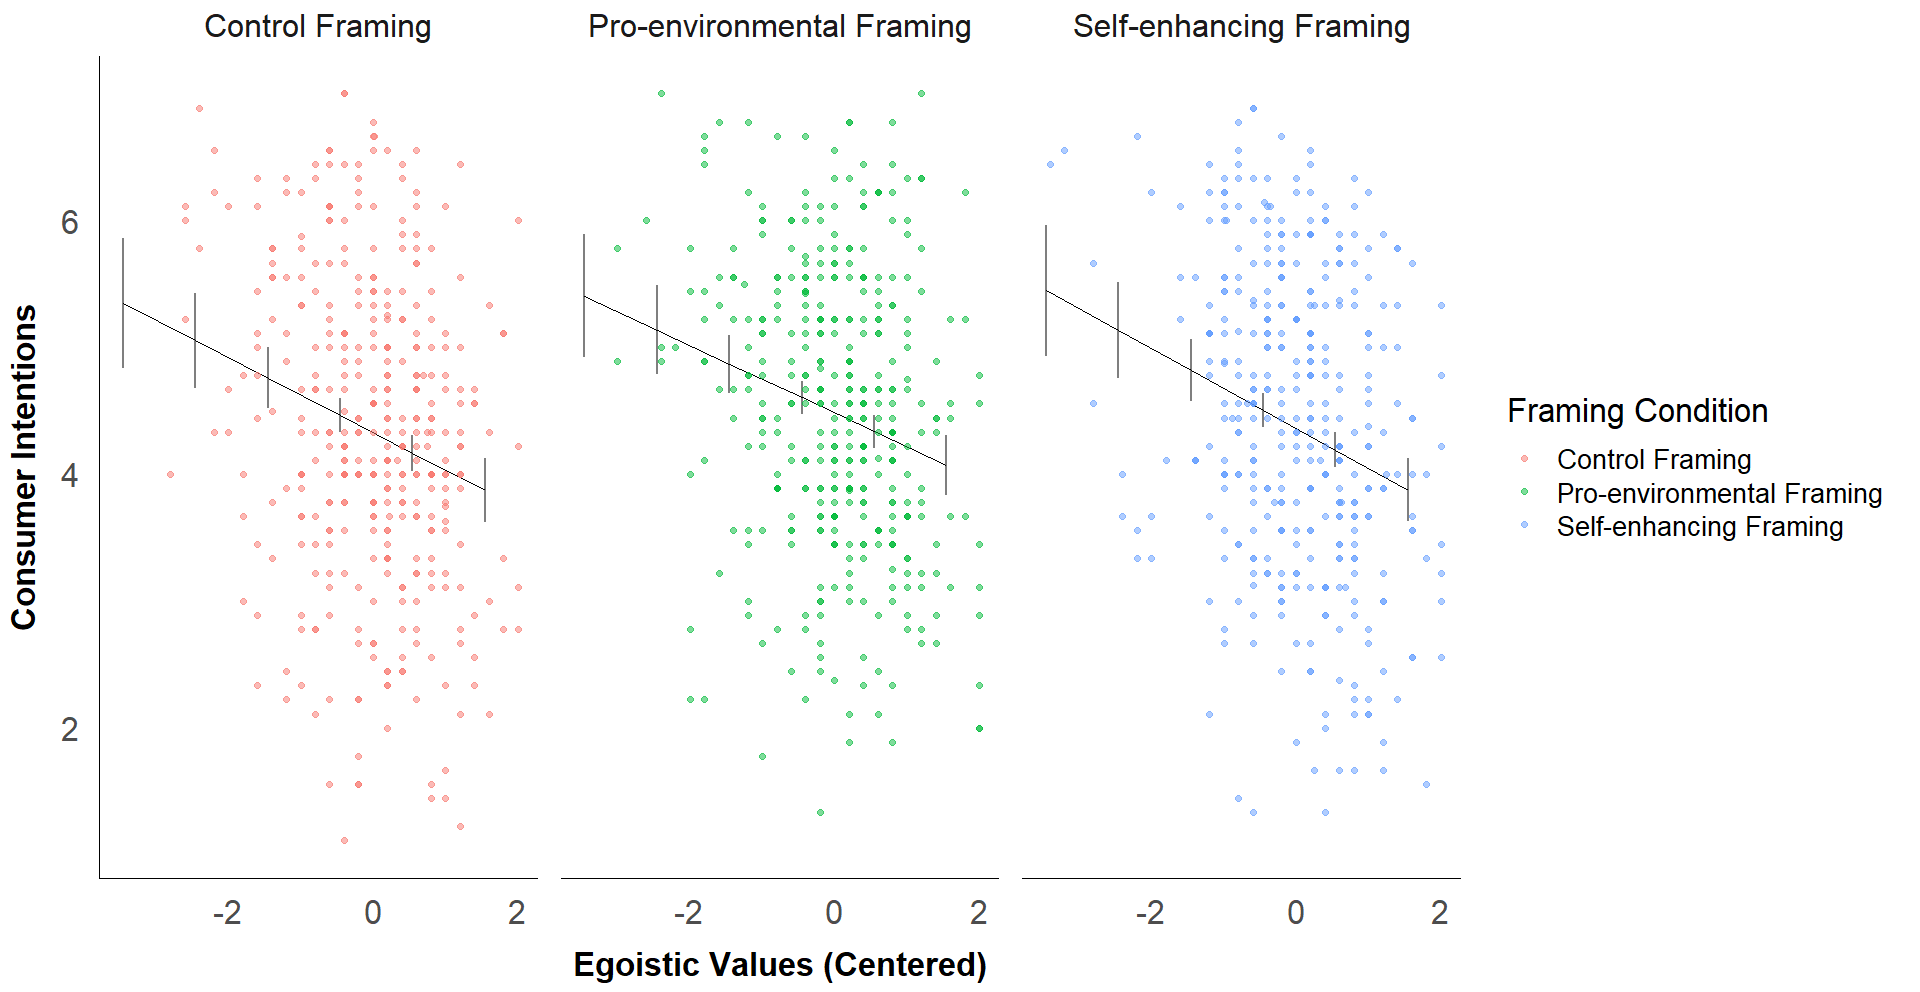 Control Framing
Pro-environmental Framing
Self-enhancing Framing
Consumer Intentions
6
4
2
-2
0
2
-2
0
2
-2
0
2
Egoistic Values (Centered)
Framing Condition
Control Framing
Pro-environmental Framing
Self-enhancing Framing